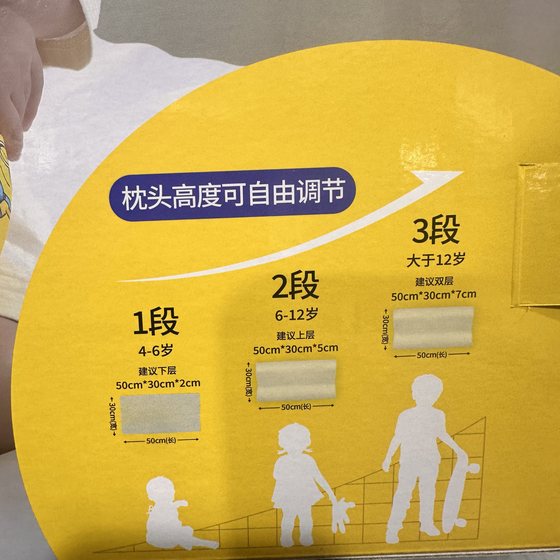 枕头高度可自由调节
1段
4-6岁
建议下层
50cm*30cm*2cm
30cm(宽)
50cm(长)
2段
6-12岁
建议上层
50cm*30cm*5cm
30cm(宽)
50cm(长)
3段
大于12岁
建议双层
50cm*30cm*7cm
30cm(宽)
50cm(长)